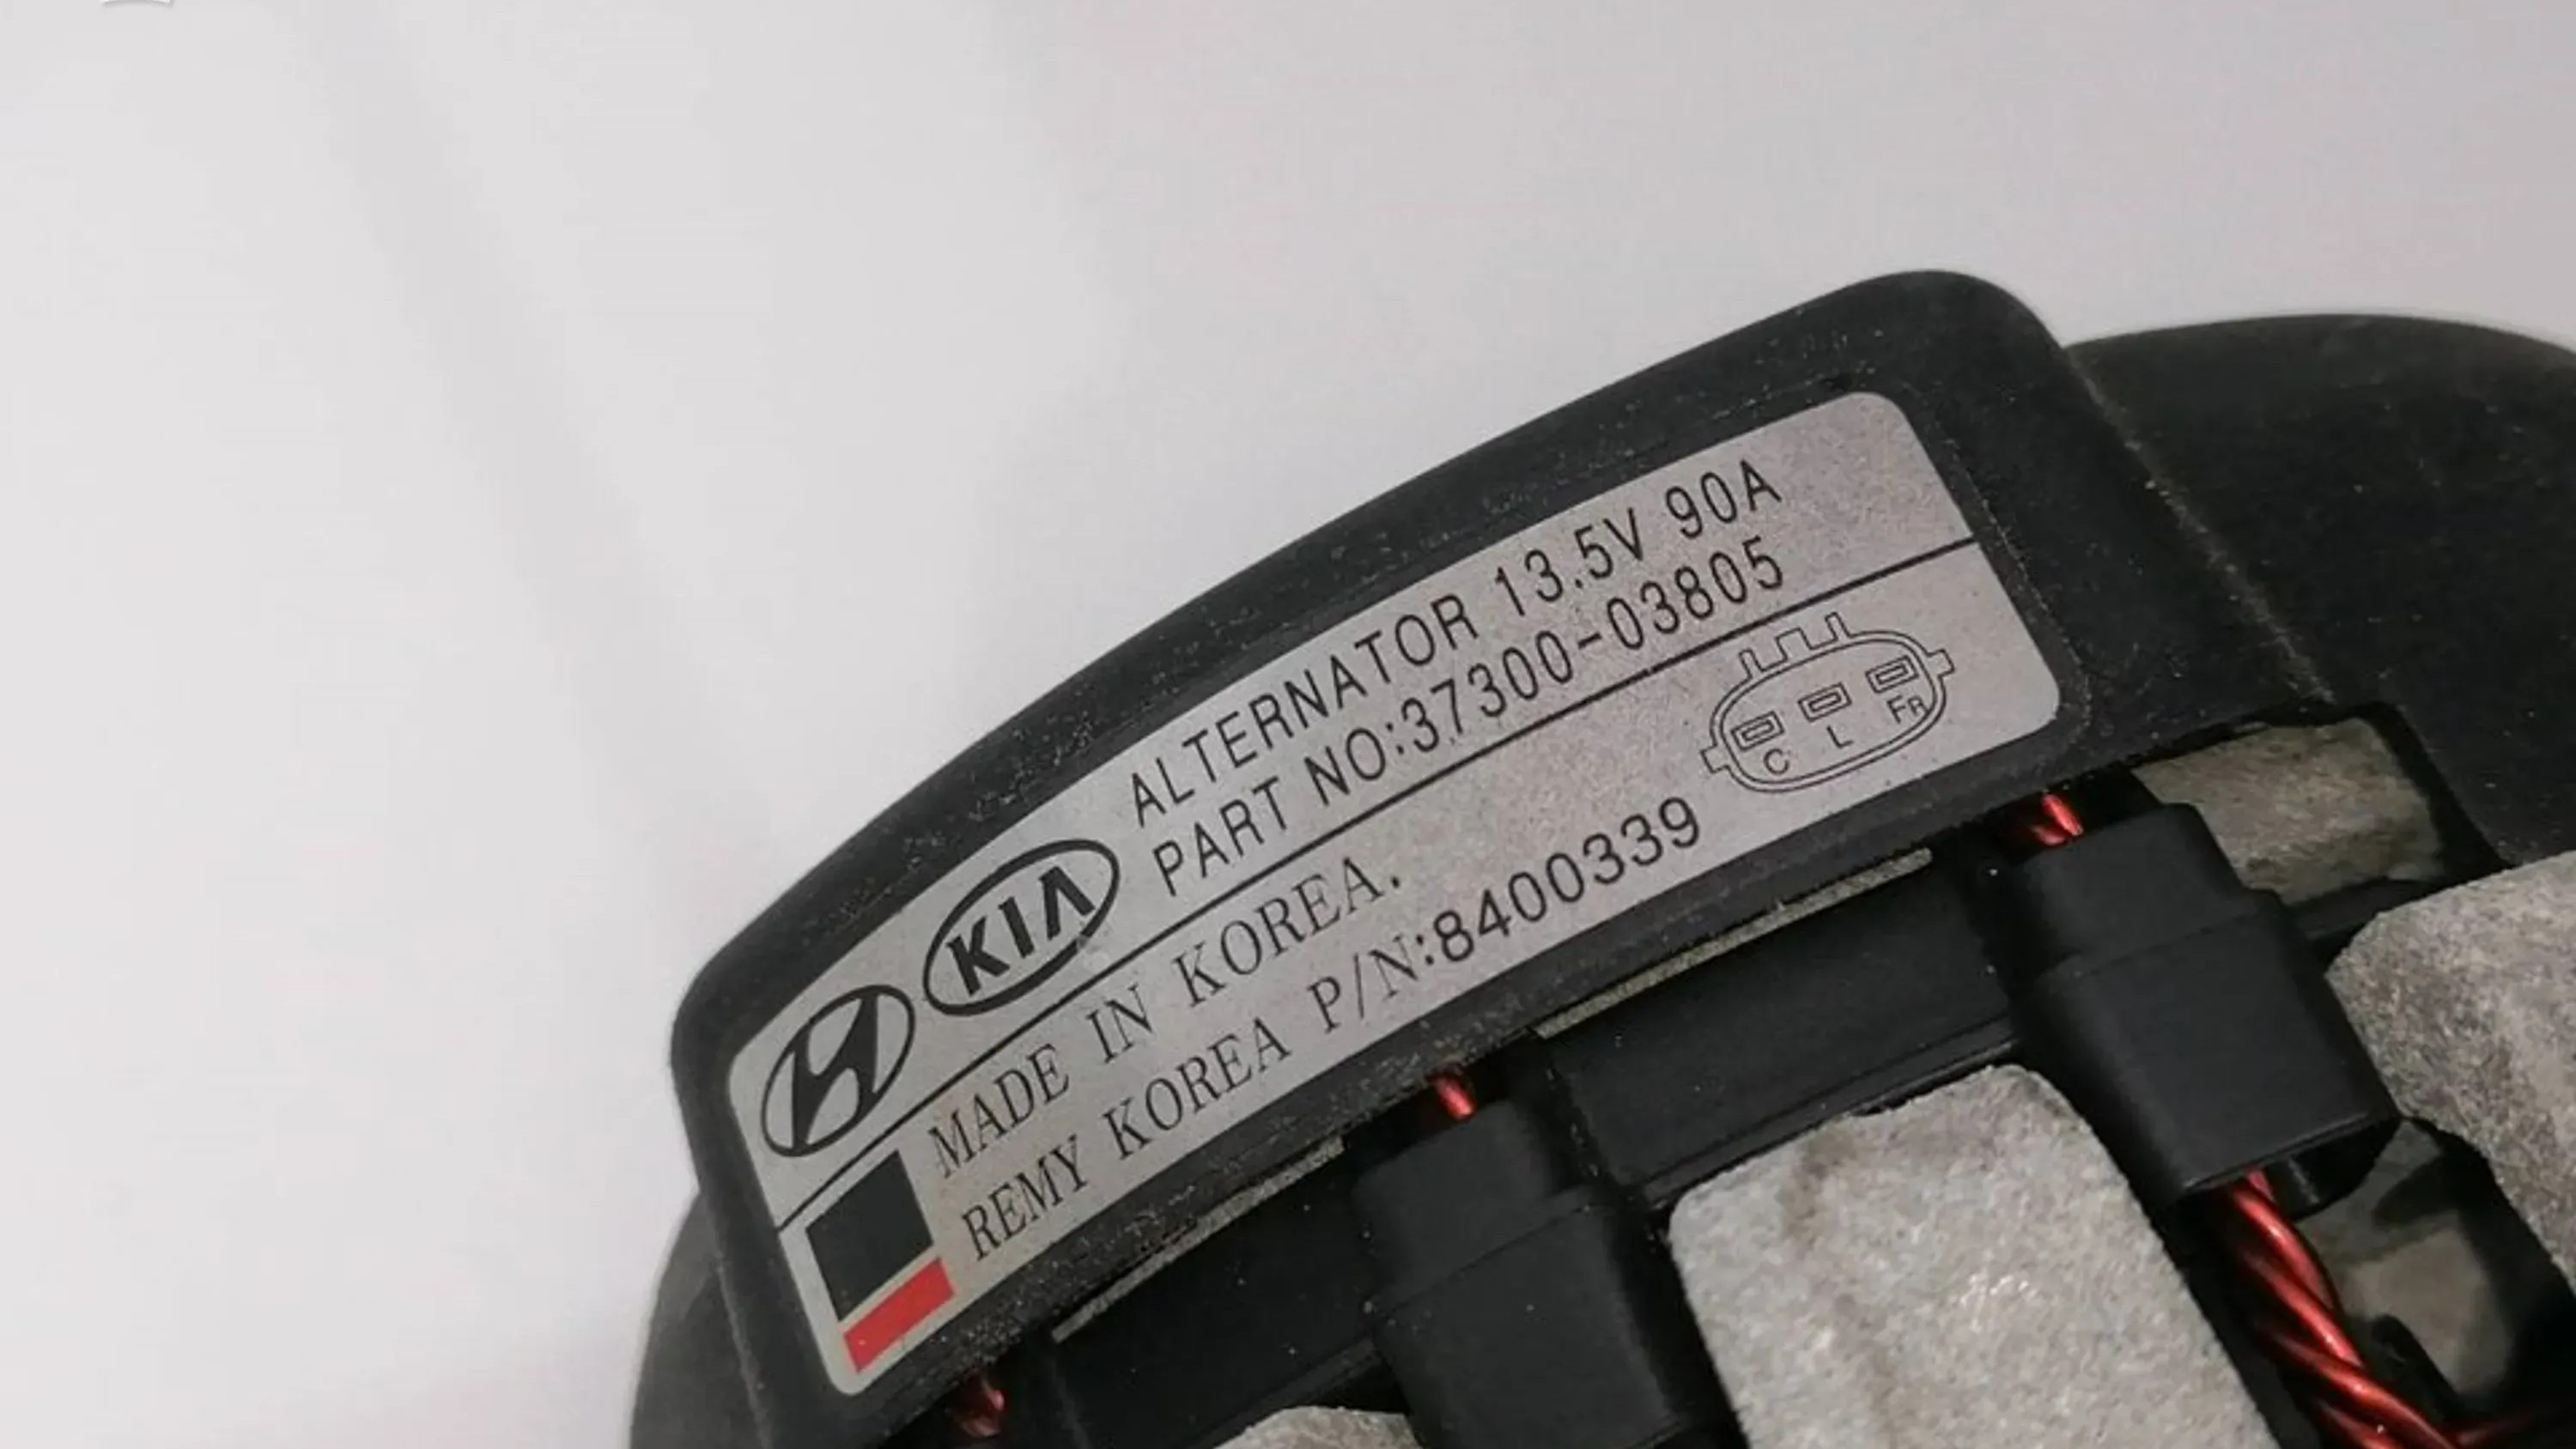 KIA
ALTERNATOR 13.5V 90A
PART NO:37300-03805
MADE IN KOREA.
REMY KOREA P/N:8400339
C L FR